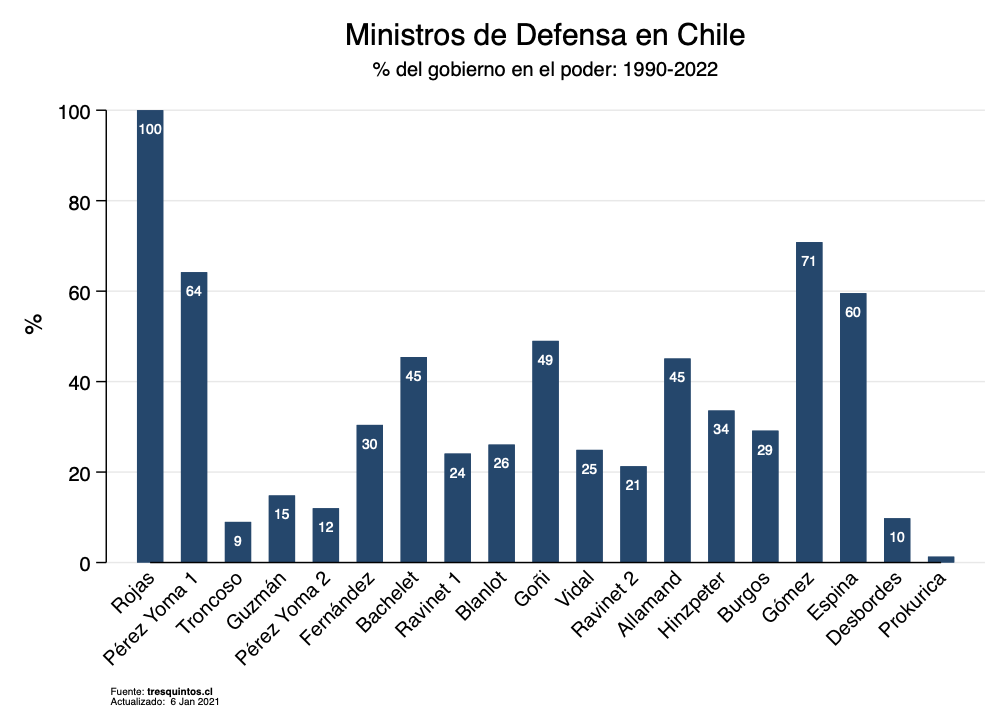 Ministros de Defensa en Chile
% del gobierno en el poder: 1990-2022
%
100
80
60
40
20
0
100
64
9
15
12
30
45
24
26
49
25
21
45
34
29
71
60
10
Rojas
Pérez Yoma 1
Troncoso
Guzmán
Pérez Yoma 2
Fernández
Bachelet
Ravinet 1
Blanlot
Goñi
Vidal
Ravinet 2
Allamand
Hinzpeter
Burgos
Gómez
Espina
Desbordes
Prokurica
Fuente: tresquintos.cl
Actualizado: 6 Jan 2021